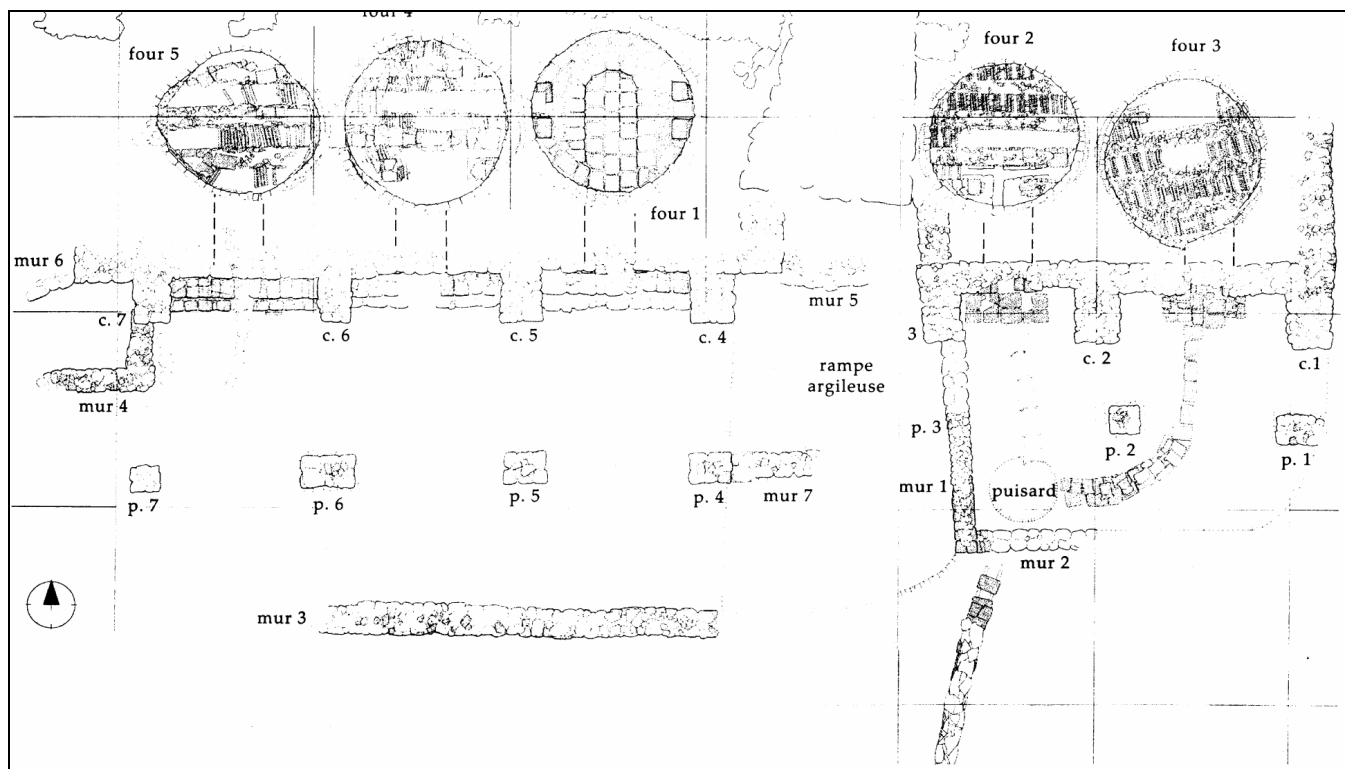 four 4
four 2
four 5
four 3
four 1
mur 6
mur 5
c. 7
c. 6
c. 5
c. 4
3
c. 2
c.1
rampe
argileuse
mur 4
p. 3
p. 2
p. 1
mur 1
puisard
p. 7
p. 6
p. 5
p. 4
mur 7
mur 2
mur 3